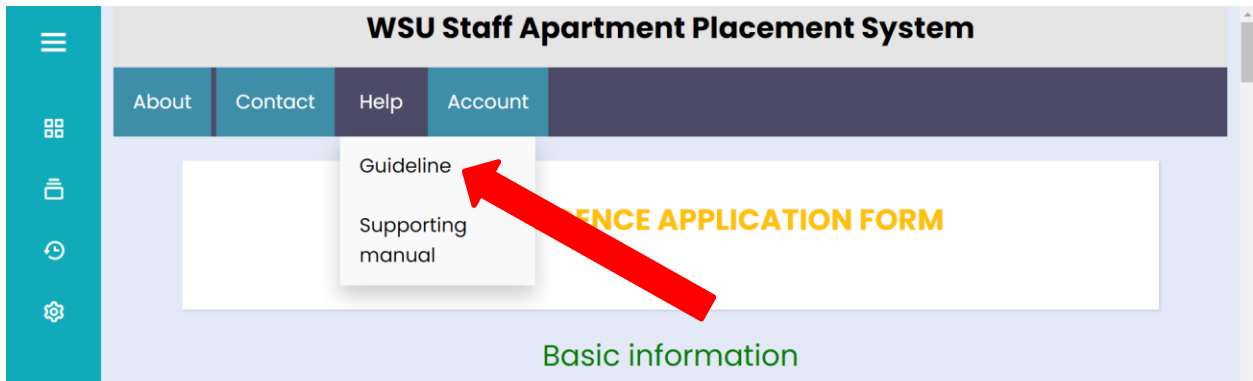 WSU Staff Apartment Placement System
About Contact Help Account
Guideline
Supporting
manual
ENCE APPLICATION FORM
Basic information